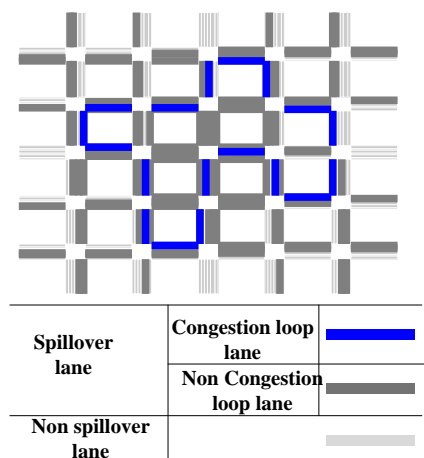 Congestion loop
lane
Spillover
lane
Non Congestion
loop lane
Non spillover
lane